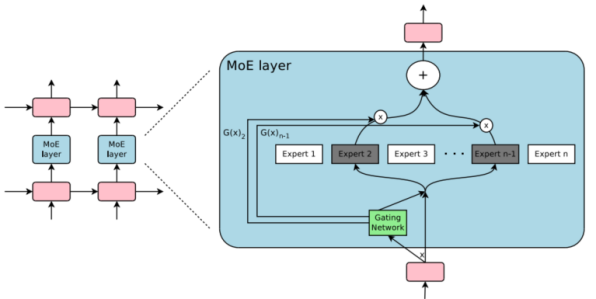 MoE layer
MoE
layer
MoE
layer
G(x)2
G(x)n-1
x
x
Expert 1
Expert 2
Expert 3
. . .
Expert n-1
Expert n
Gating
Network
x
+